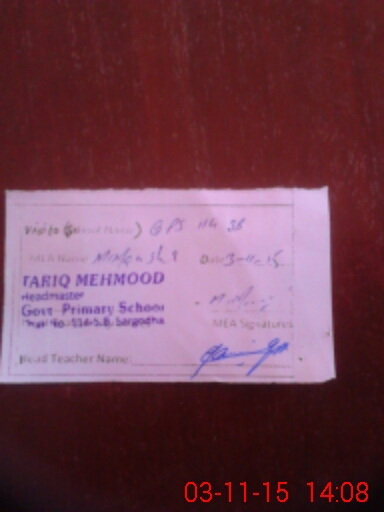 Visit to (School Name) GPS 114 SB
MEA Name Date 3-11-15
TARIQ MEHMOOD
Headmaster
Govt. Primary School
Chak No. 114-S.B. Sargodha
MEA Signatures
Head Teacher Name:
03-11-15 14:08